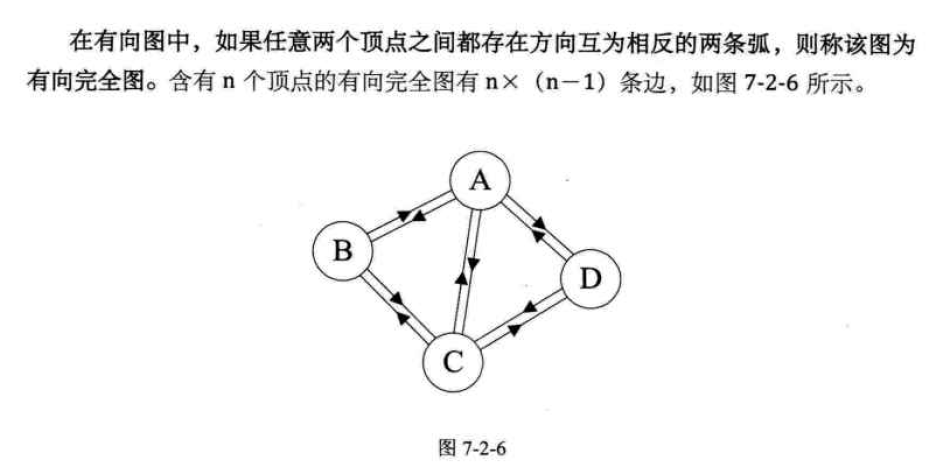 在有向图中，如果任意两个顶点之间都存在方向互为相反的两条弧，则称该图为
有向完全图。含有 n 个顶点的有向完全图有 n×（n－1）条边，如图 7-2-6 所示。
A
B
D
C
图 7-2-6